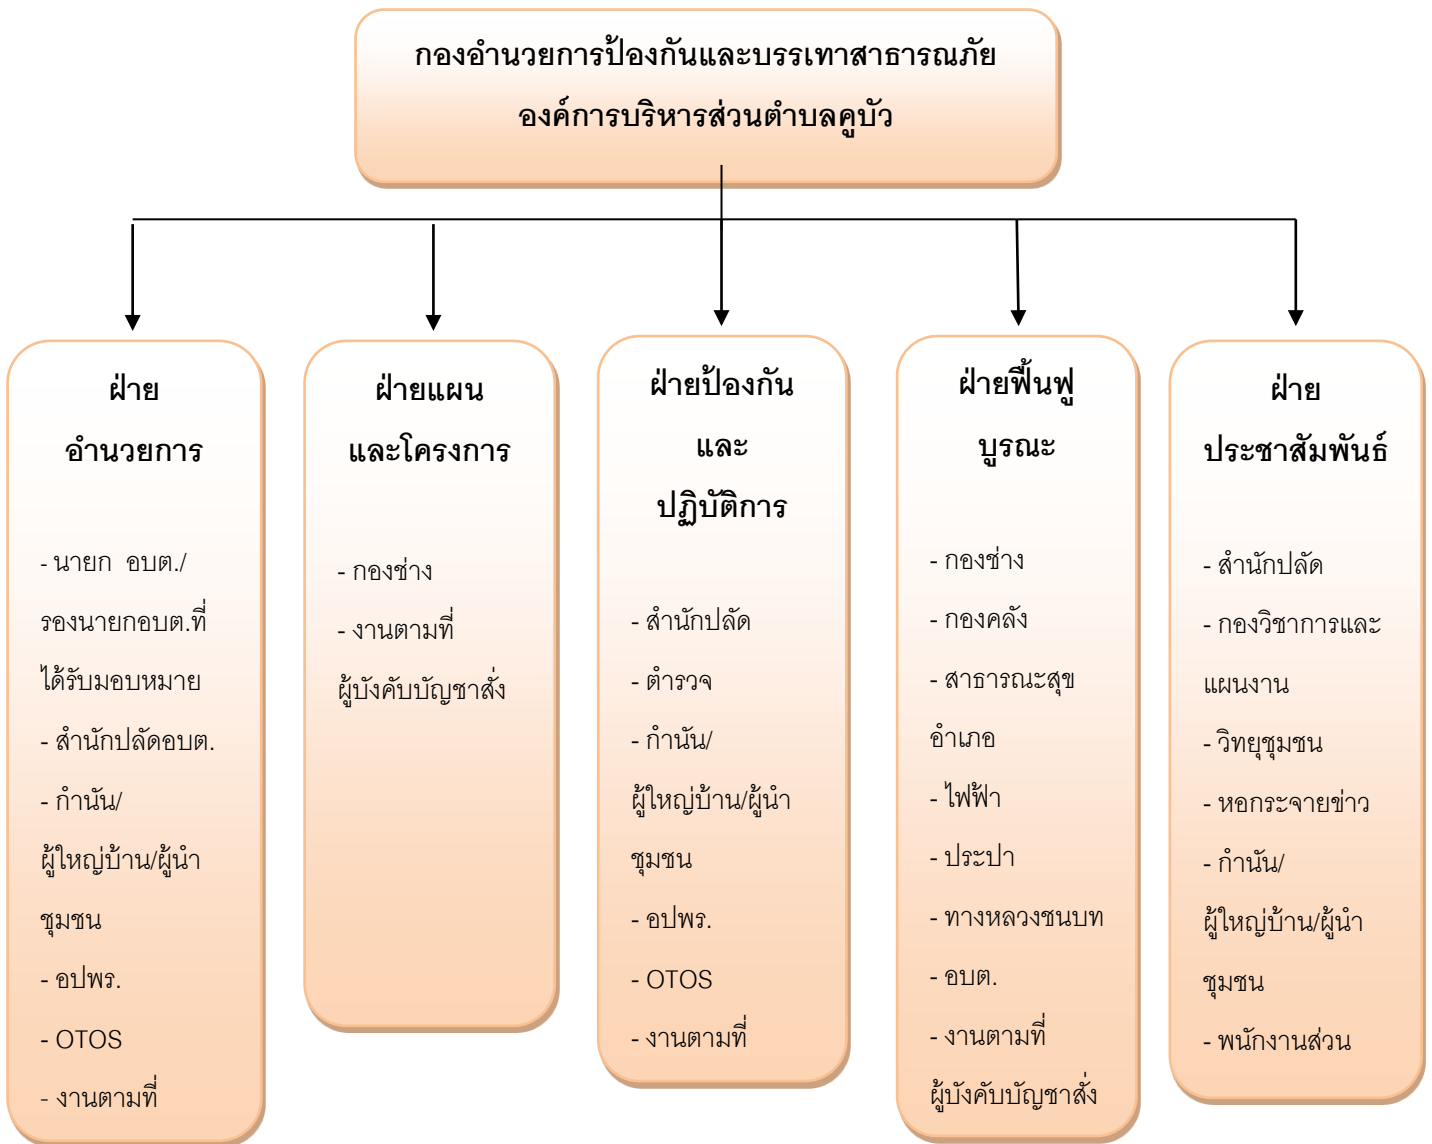 กองอำนวยการป้องกันและบรรเทาสาธารณภัย
องค์การบริหารส่วนตำบลคูบัว
ฝ่าย
อำนวยการ
- นายก  อบต./
รองนายกอบต.ที่
ได้รับมอบหมาย
- สำนักปลัดอบต.
- กำนัน/
ผู้ใหญ่บ้าน/ผู้นำ
ชุมชน
- อปพร.
- OTOS
- งานตามที่
ฝ่ายแผน
และโครงการ
- กองช่าง
- งานตามที่
ผู้บังคับบัญชาสั่ง
ฝ่ายป้องกัน
และ
ปฏิบัติการ
- สำนักปลัด
- ตำรวจ
- กำนัน/
ผู้ใหญ่บ้าน/ผู้นำ
ชุมชน
- อปพร.
- OTOS
- งานตามที่
ฝ่ายฟื้นฟู
บูรณะ
- กองช่าง
- กองคลัง
- สาธารณะสุข
อำเภอ
- ไฟฟ้า
- ประปา
- ทางหลวงชนบท
- อบต.
- งานตามที่
ผู้บังคับบัญชาสั่ง
ฝ่าย
ประชาสัมพันธ์
- สำนักปลัด
- กองวิชาการและ
แผนงาน
- วิทยุชุมชน
- หอกระจายข่าว
- กำนัน/
ผู้ใหญ่บ้าน/ผู้นำ
ชุมชน
- พนักงานส่วน